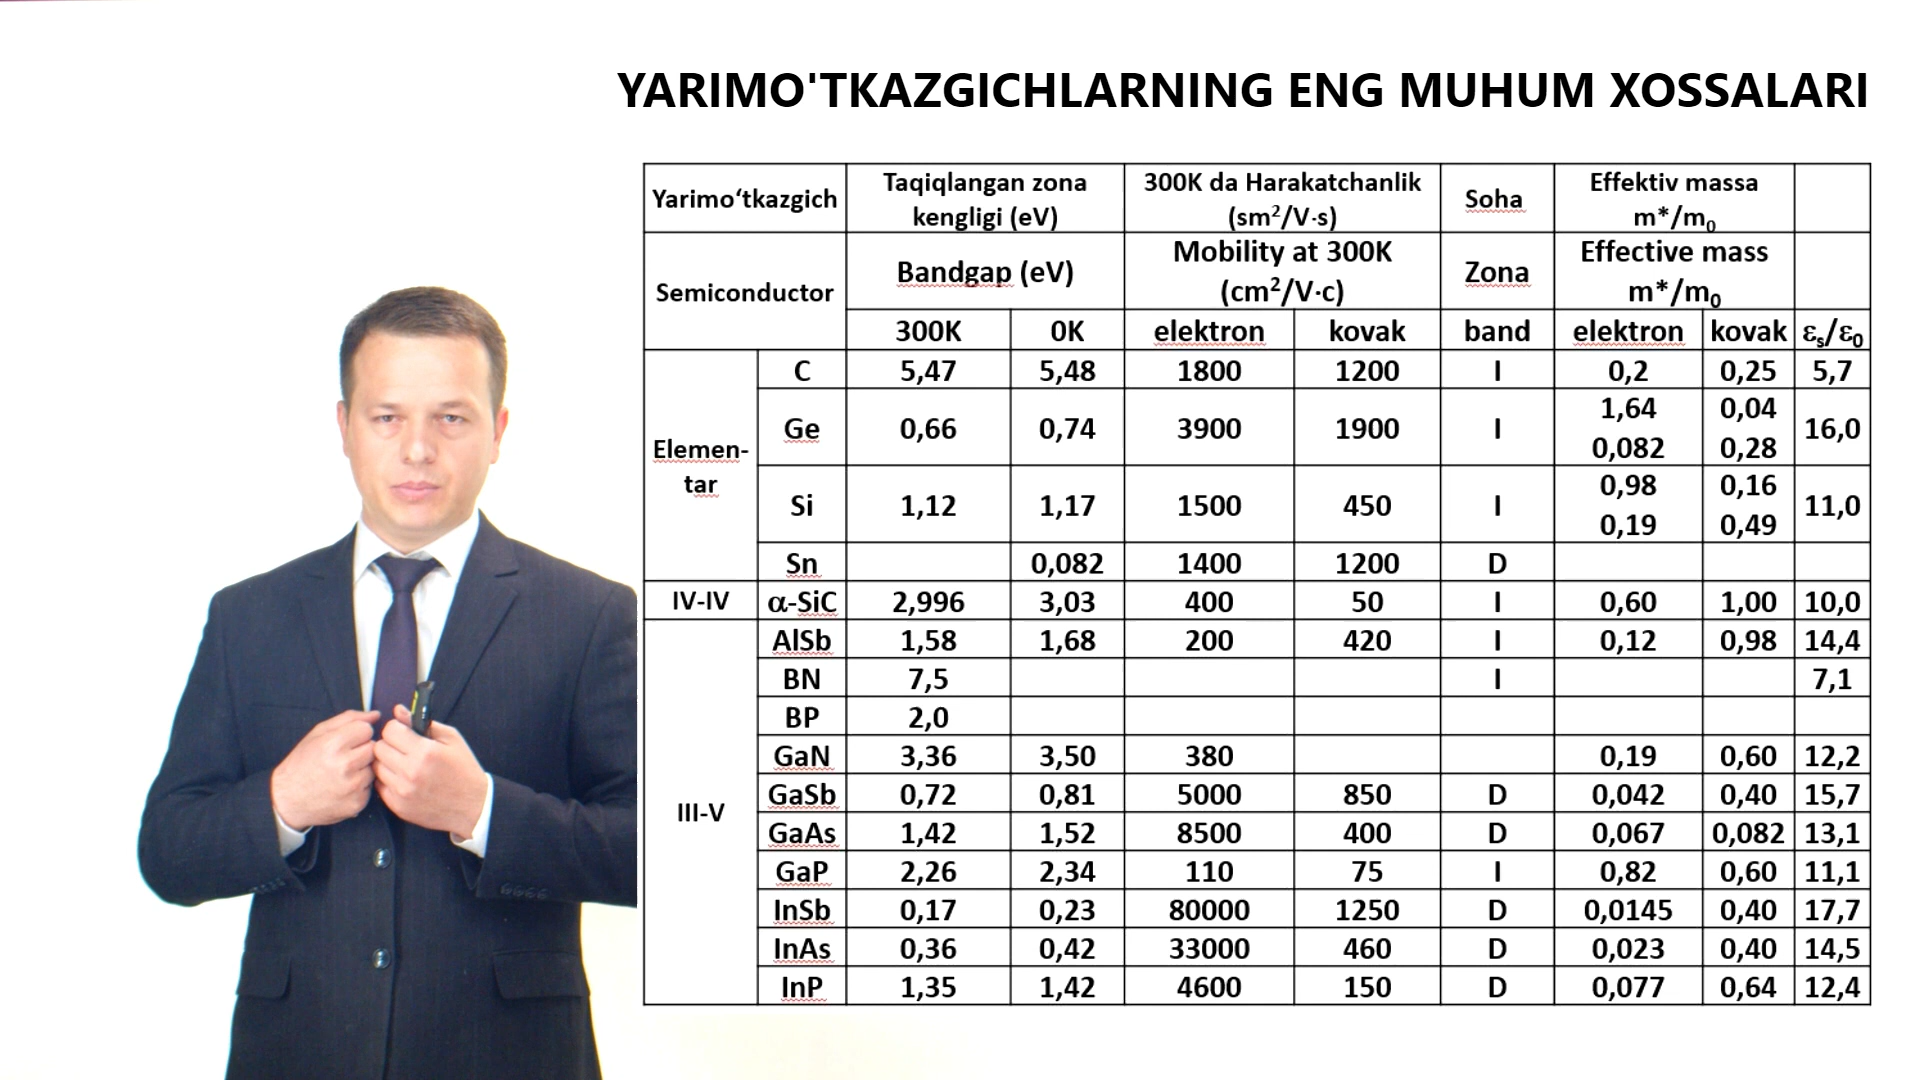 YARIMO'TKAZGICHLARNING ENG MUHUM XOSSALARI
Yarimo‘tkazgich
Taqiqlangan zona
kengligi (eV)
300K da Harakatchanlik
(sm²/V·s)
Soha
Effektiv massa
m*/m₀
Semiconductor
Bandgap (eV)
Mobility at 300K
(cm²/V·c)
Zona
Effective mass
m*/m₀
300K 0K elektron kovak band elektron kovak εₛ/ε₀
Elemen-
tar
C 5,47 5,48 1800 1200 I 0,2 0,25 5,7
Ge 0,66 0,74 3900 1900 I 1,64 0,04 16,0
0,082 0,28
Si 1,12 1,17 1500 450 I 0,98 0,16 11,0
0,19 0,49
Sn 0,082 1400 1200 D
IV-IV α-SiC 2,996 3,03 400 50 I 0,60 1,00 10,0
III-V
AlSb 1,58 1,68 200 420 I 0,12 0,98 14,4
BN 7,5 I 7,1
BP 2,0
GaN 3,36 3,50 380 0,19 0,60 12,2
GaSb 0,72 0,81 5000 850 D 0,042 0,40 15,7
GaAs 1,42 1,52 8500 400 D 0,067 0,082 13,1
GaP 2,26 2,34 110 75 I 0,82 0,60 11,1
InSb 0,17 0,23 80000 1250 D 0,0145 0,40 17,7
InAs 0,36 0,42 33000 460 D 0,023 0,40 14,5
InP 1,35 1,42 4600 150 D 0,077 0,64 12,4